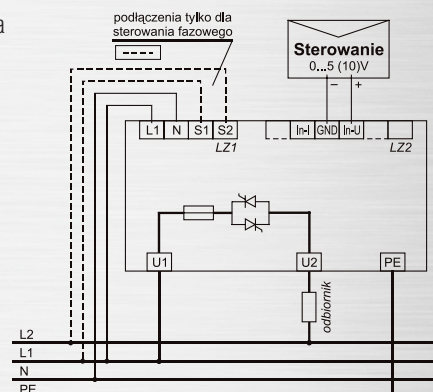 a
podłączenia tylko dla
sterowania fazowego
Sterowanie
0...5 (10)V
– +
L1 N S1 S2 In-I GND In-U
LZ1 LZ2
U1 U2 PE
odbiornik
L2
L1
N
PE